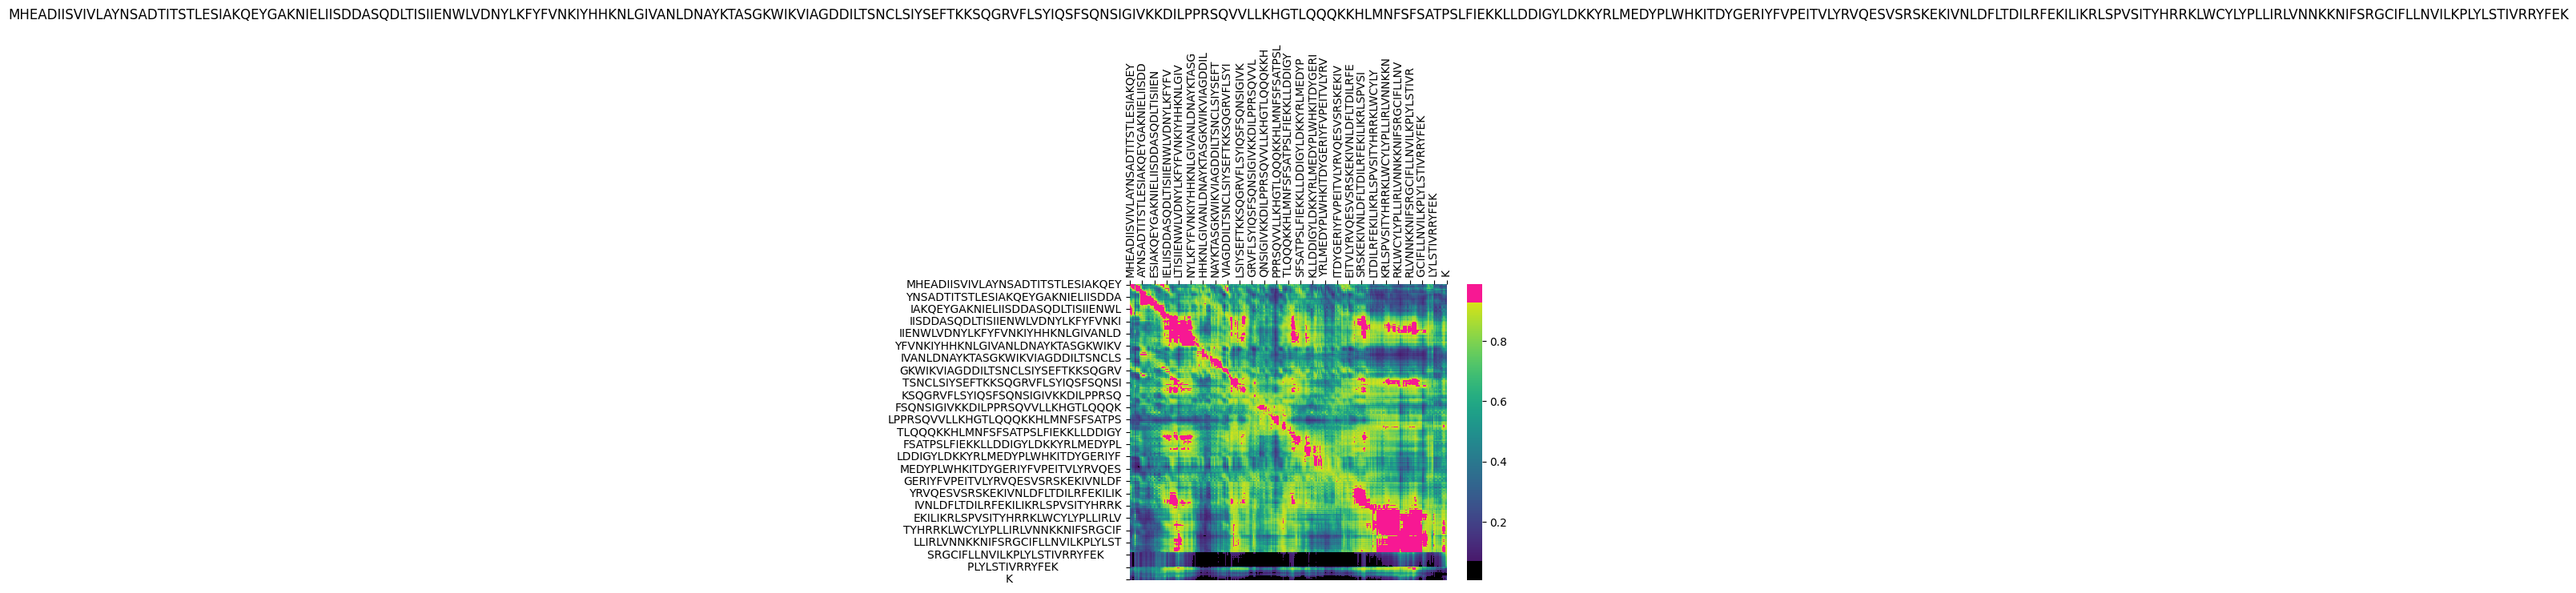 MHEADIISVIVLAYNSADTITSTLESIAKQEYGAKNIELIISDDASQDLTISIIENWLVDNYLKFYFVNKIYHHKNLGIVANLDNAYKTASGKWIKVIAGDDILTSNCLSIYSEFTKKSQGRVFLSYIQSFSQNSIGIVKKDILPPRSQVVLLKHGTLQQQKKHLMNFSFSATPSLFIEKKLLDDIGYLDKKYRLMEDYPLWHKITDYGERIYFVPEITVLYRVQESVSRSKEKIVNLDFLTDILRFEKILIKRLSPVSITYHRRKLWCYLYPLLIRLVNNKKNIFSRGCIFLLNVILKPLYLSTIVRRYFEK
MHEADIISVIVLAYNSADTITSTLESIAKQEY
AYNSADTITSTLESIAKQEYGAKNIELIISDD
ESIAKQEYGAKNIELIISDDASQDLTISIIEN
IELIISDDASQDLTISIIENWLVDNYLKFYFV
LTISIIENWLVDNYLKFYFVNKIYHHKNLGIV
NYLKFYFVNKIYHHKNLGIVANLDNAYKTASG
HHKNLGIVANLDNAYKTASGKWIKVIAGDDIL
NAYKTASGKWIKVIAGDDILTSNCLSIYSEFT
VIAGDDILTSNCLSIYSEFTKKSQGRVFLSYI
LSIYSEFTKKSQGRVFLSYIQSFSQNSIGIVK
GRVFLSYIQSFSQNSIGIVKKDILPPRSQVVL
QNSIGIVKKDILPPRSQVVLLKHGTLQQQKKH
PPRSQVVLLKHGTLQQQKKHLMNFSFSATPSL
TLQQQKKHLMNFSFSATPSLFIEKKLLDDIGY
SFSATPSLFIEKKLLDDIGYLDKKYRLMEDYP
KLLDDIGYLDKKYRLMEDYPLWHKITDYGERI
YRLMEDYPLWHKITDYGERIYFVPEITVLYRV
ITDYGERIYFVPEITVLYRVQESVSRSKEKIV
EITVLYRVQESVSRSKEKIVNLDFLTDILRFE
SRSKEKIVNLDFLTDILRFEKILIKRLSPVSI
LTDILRFEKILIKRLSPVSITYHRRKLWCYLY
KRLSPVSITYHRRKLWCYLYPLLIRLVNNKKN
RKLWCYLYPLLIRLVNNKKNIFSRGCIFLLNV
RLVNNKKNIFSRGCIFLLNVILKPLYLSTIVR
GCIFLLNVILKPLYLSTIVRRYFEK
LYLSTIVRRYFEK
K
MHEADIISVIVLAYNSADTITSTLESIAKQEY
YNSADTITSTLESIAKQEYGAKNIELIISDDA
IAKQEYGAKNIELIISDDASQDLTISIIENWL
IISDDASQDLTISIIENWLVDNYLKFYFVNKI
IIENWLVDNYLKFYFVNKIYHHKNLGIVANLD
YFVNKIYHHKNLGIVANLDNAYKTASGKWIKV
IVANLDNAYKTASGKWIKVIAGDDILTSNCLS
GKWIKVIAGDDILTSNCLSIYSEFTKKSQGRV
TSNCLSIYSEFTKKSQGRVFLSYIQSFSQNSI
KSQGRVFLSYIQSFSQNSIGIVKKDILPPRSQ
FSQNSIGIVKKDILPPRSQVVLLKHGTLQQQK
LPPRSQVVLLKHGTLQQQKKHLMNFSFSATPS
TLQQQKKHLMNFSFSATPSLFIEKKLLDDIGY
FSATPSLFIEKKLLDDIGYLDKKYRLMEDYPL
LDDIGYLDKKYRLMEDYPLWHKITDYGERIYF
MEDYPLWHKITDYGERIYFVPEITVLYRVQES
GERIYFVPEITVLYRVQESVSRSKEKIVNLDF
YRVQESVSRSKEKIVNLDFLTDILRFEKILIK
IVNLDFLTDILRFEKILIKRLSPVSITYHRRK
EKILIKRLSPVSITYHRRKLWCYLYPLLIRLV
TYHRRKLWCYLYPLLIRLVNNKKNIFSRGCIF
LLIRLVNNKKNIFSRGCIFLLNVILKPLYLST
SRGCIFLLNVILKPLYLSTIVRRYFEK
PLYLSTIVRRYFEK
K
0.8
0.6
0.4
0.2